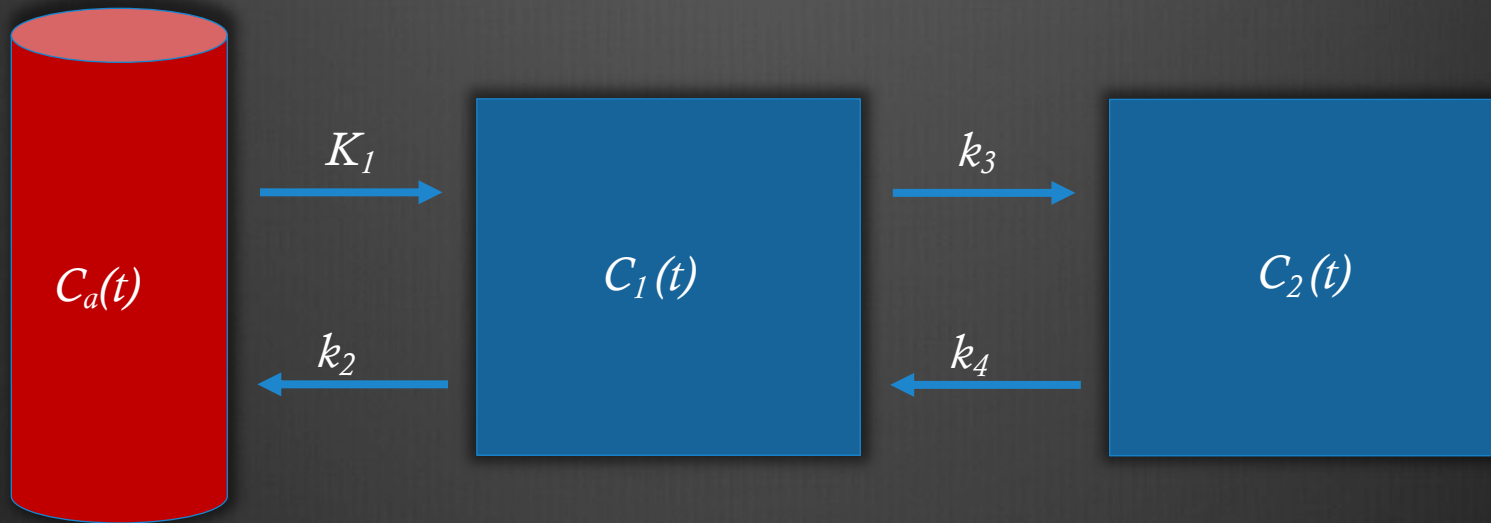 K₁
k₃
Cₐ(t)
C₁(t)
C₂(t)
k₂
k₄